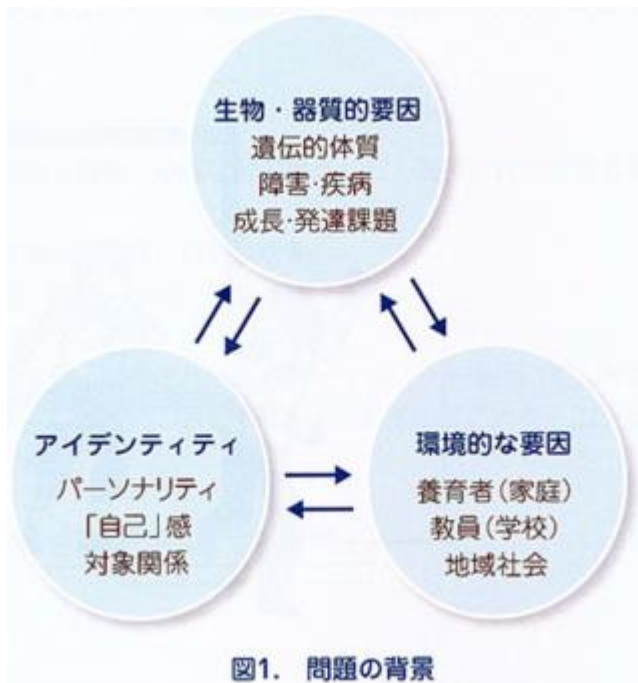 生物・器質的要因
遺伝的体質
障害・疾病
成長・発達課題
アイデンティティ
パーソナリティ
「自己」感
対象関係
環境的な要因
養育者(家庭)
教員(学校)
地域社会
図1. 問題の背景